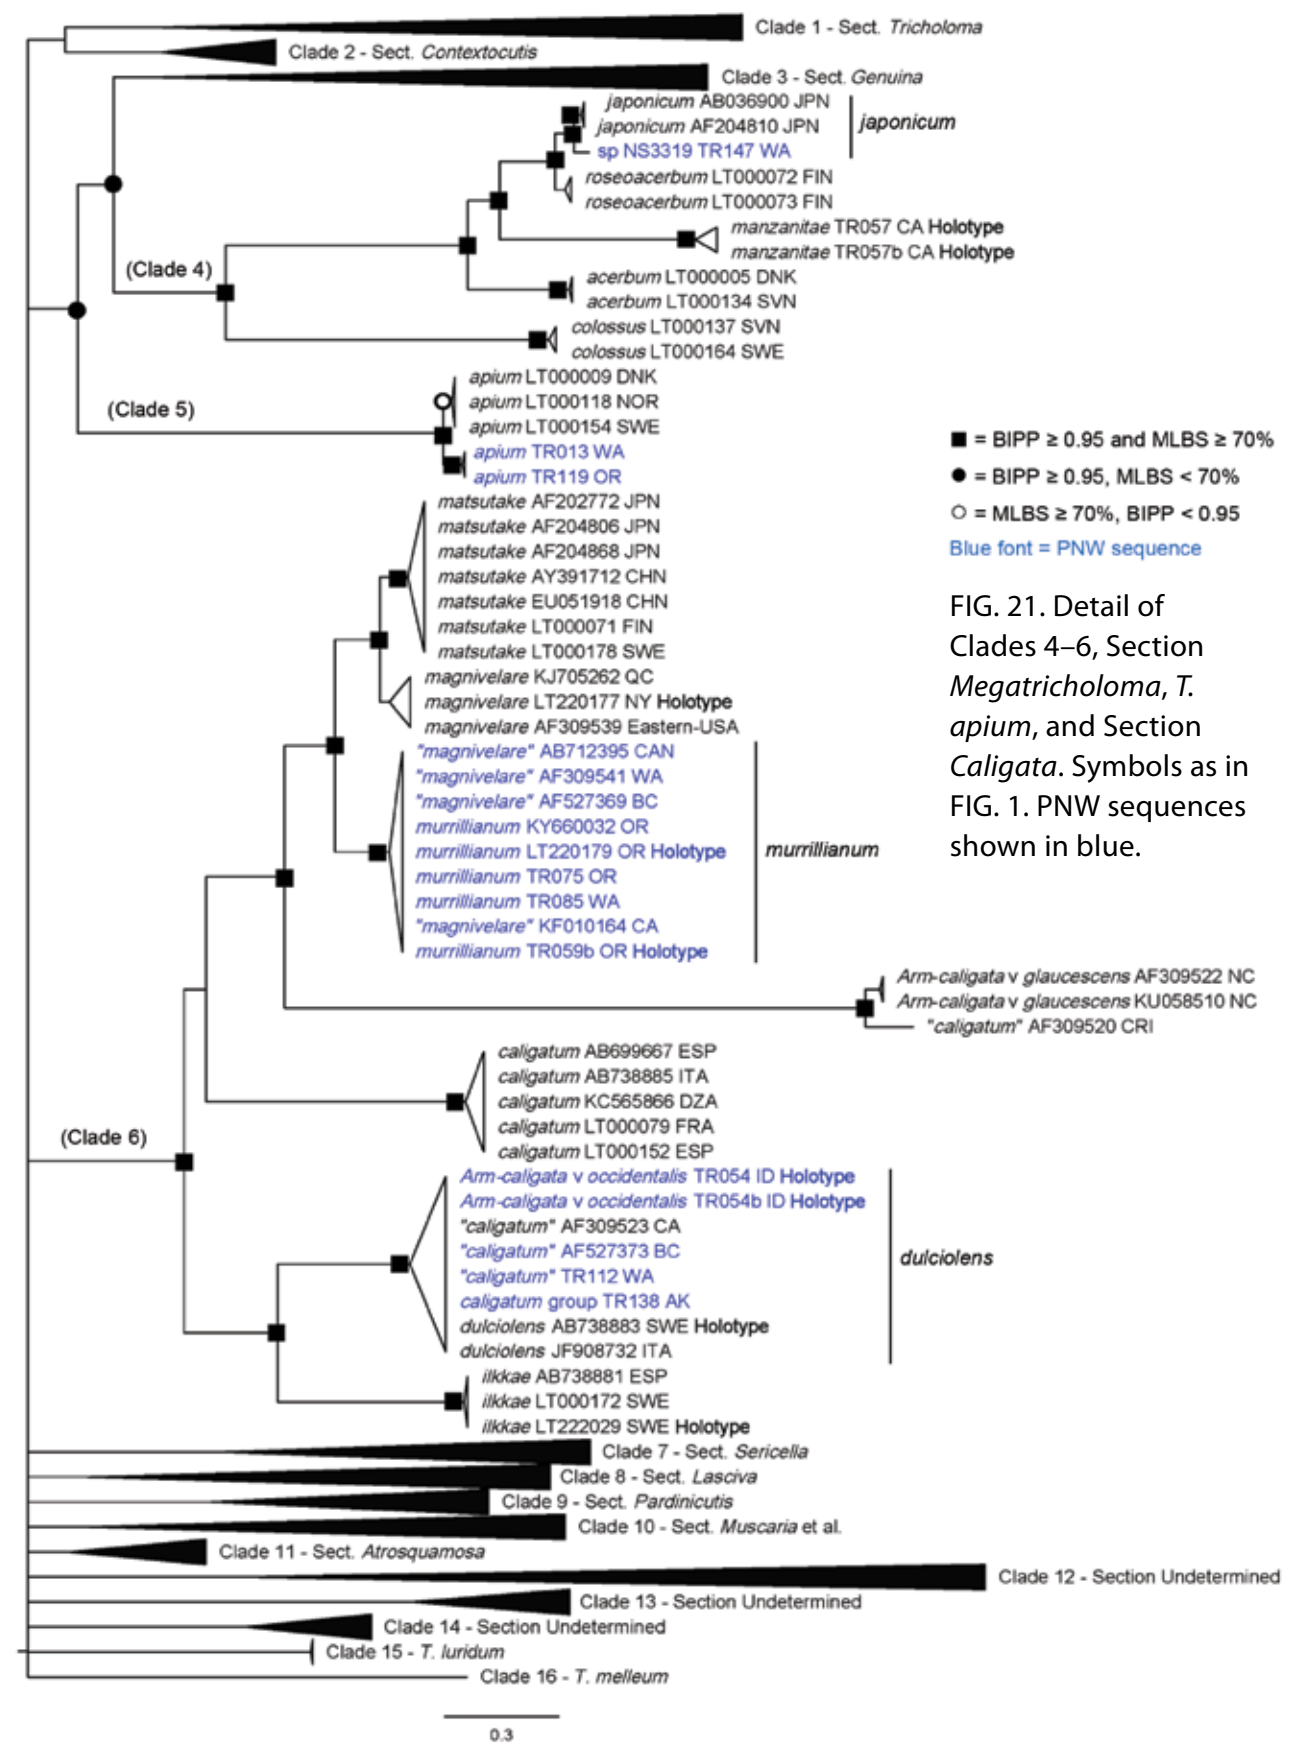 Clade 1 - Sect. Tricholoma
Clade 2 - Sect. Contextocutis
Clade 3 - Sect. Genuina
japonicum AB036900 JPN
japonicum AF204810 JPN
japonicum
sp NS3319 TR147 WA
roseoacerbum LT000072 FIN
roseoacerbum LT000073 FIN
manzanitae TR057 CA Holotype
manzanitae TR057b CA Holotype
(Clade 4)
acerbum LT000005 DNK
acerbum LT000134 SVN
colossus LT000137 SVN
colossus LT000164 SWE
apium LT000009 DNK
apium LT000118 NOR
(Clade 5)
apium LT000154 SWE
apium TR013 WA
apium TR119 OR
matsutake AF202772 JPN
matsutake AF204806 JPN
matsutake AF204868 JPN
matsutake AY391712 CHN
matsutake EU051918 CHN
matsutake LT000071 FIN
matsutake LT000178 SWE
magnivelare KJ705262 QC
magnivelare LT220177 NY Holotype
magnivelare AF309539 Eastern-USA
"magnivelare" AB712395 CAN
"magnivelare" AF309541 WA
"magnivelare" AF527369 BC
murrillianum KY660032 OR
murrillianum LT220179 OR Holotype
murrillianum
murrillianum TR075 OR
murrillianum TR085 WA
"magnivelare" KF010164 CA
murrillianum TR059b OR Holotype
Arm-caligata v glaucescens AF309522 NC
Arm-caligata v glaucescens KU058510 NC
"caligatum" AF309520 CRI
caligatum AB699667 ESP
caligatum AB738885 ITA
caligatum KC565866 DZA
caligatum LT000079 FRA
(Clade 6)
caligatum LT000152 ESP
Arm-caligata v occidentalis TR054 ID Holotype
Arm-caligata v occidentalis TR054b ID Holotype
"caligatum" AF309523 CA
"caligatum" AF527373 BC
dulciolens
"caligatum" TR112 WA
caligatum group TR138 AK
dulciolens AB738883 SWE Holotype
dulciolens JF908732 ITA
ilkkae AB738881 ESP
ilkkae LT000172 SWE
ilkkae LT222029 SWE Holotype
Clade 7 - Sect. Sericella
Clade 8 - Sect. Lasciva
Clade 9 - Sect. Pardinicutis
Clade 10 - Sect. Muscaria et al.
Clade 11 - Sect. Atrosquamosa
Clade 12 - Section Undetermined
Clade 13 - Section Undetermined
Clade 14 - Section Undetermined
Clade 15 - T. luridum
Clade 16 - T. melleum
0.3
■ = BIPP ≥ 0.95 and MLBS ≥ 70%
● = BIPP ≥ 0.95, MLBS < 70%
○ = MLBS ≥ 70%, BIPP < 0.95
Blue font = PNW sequence
FIG. 21. Detail of
Clades 4–6, Section
Megatricholoma, T.
apium, and Section
Caligata. Symbols as in
FIG. 1. PNW sequences
shown in blue.